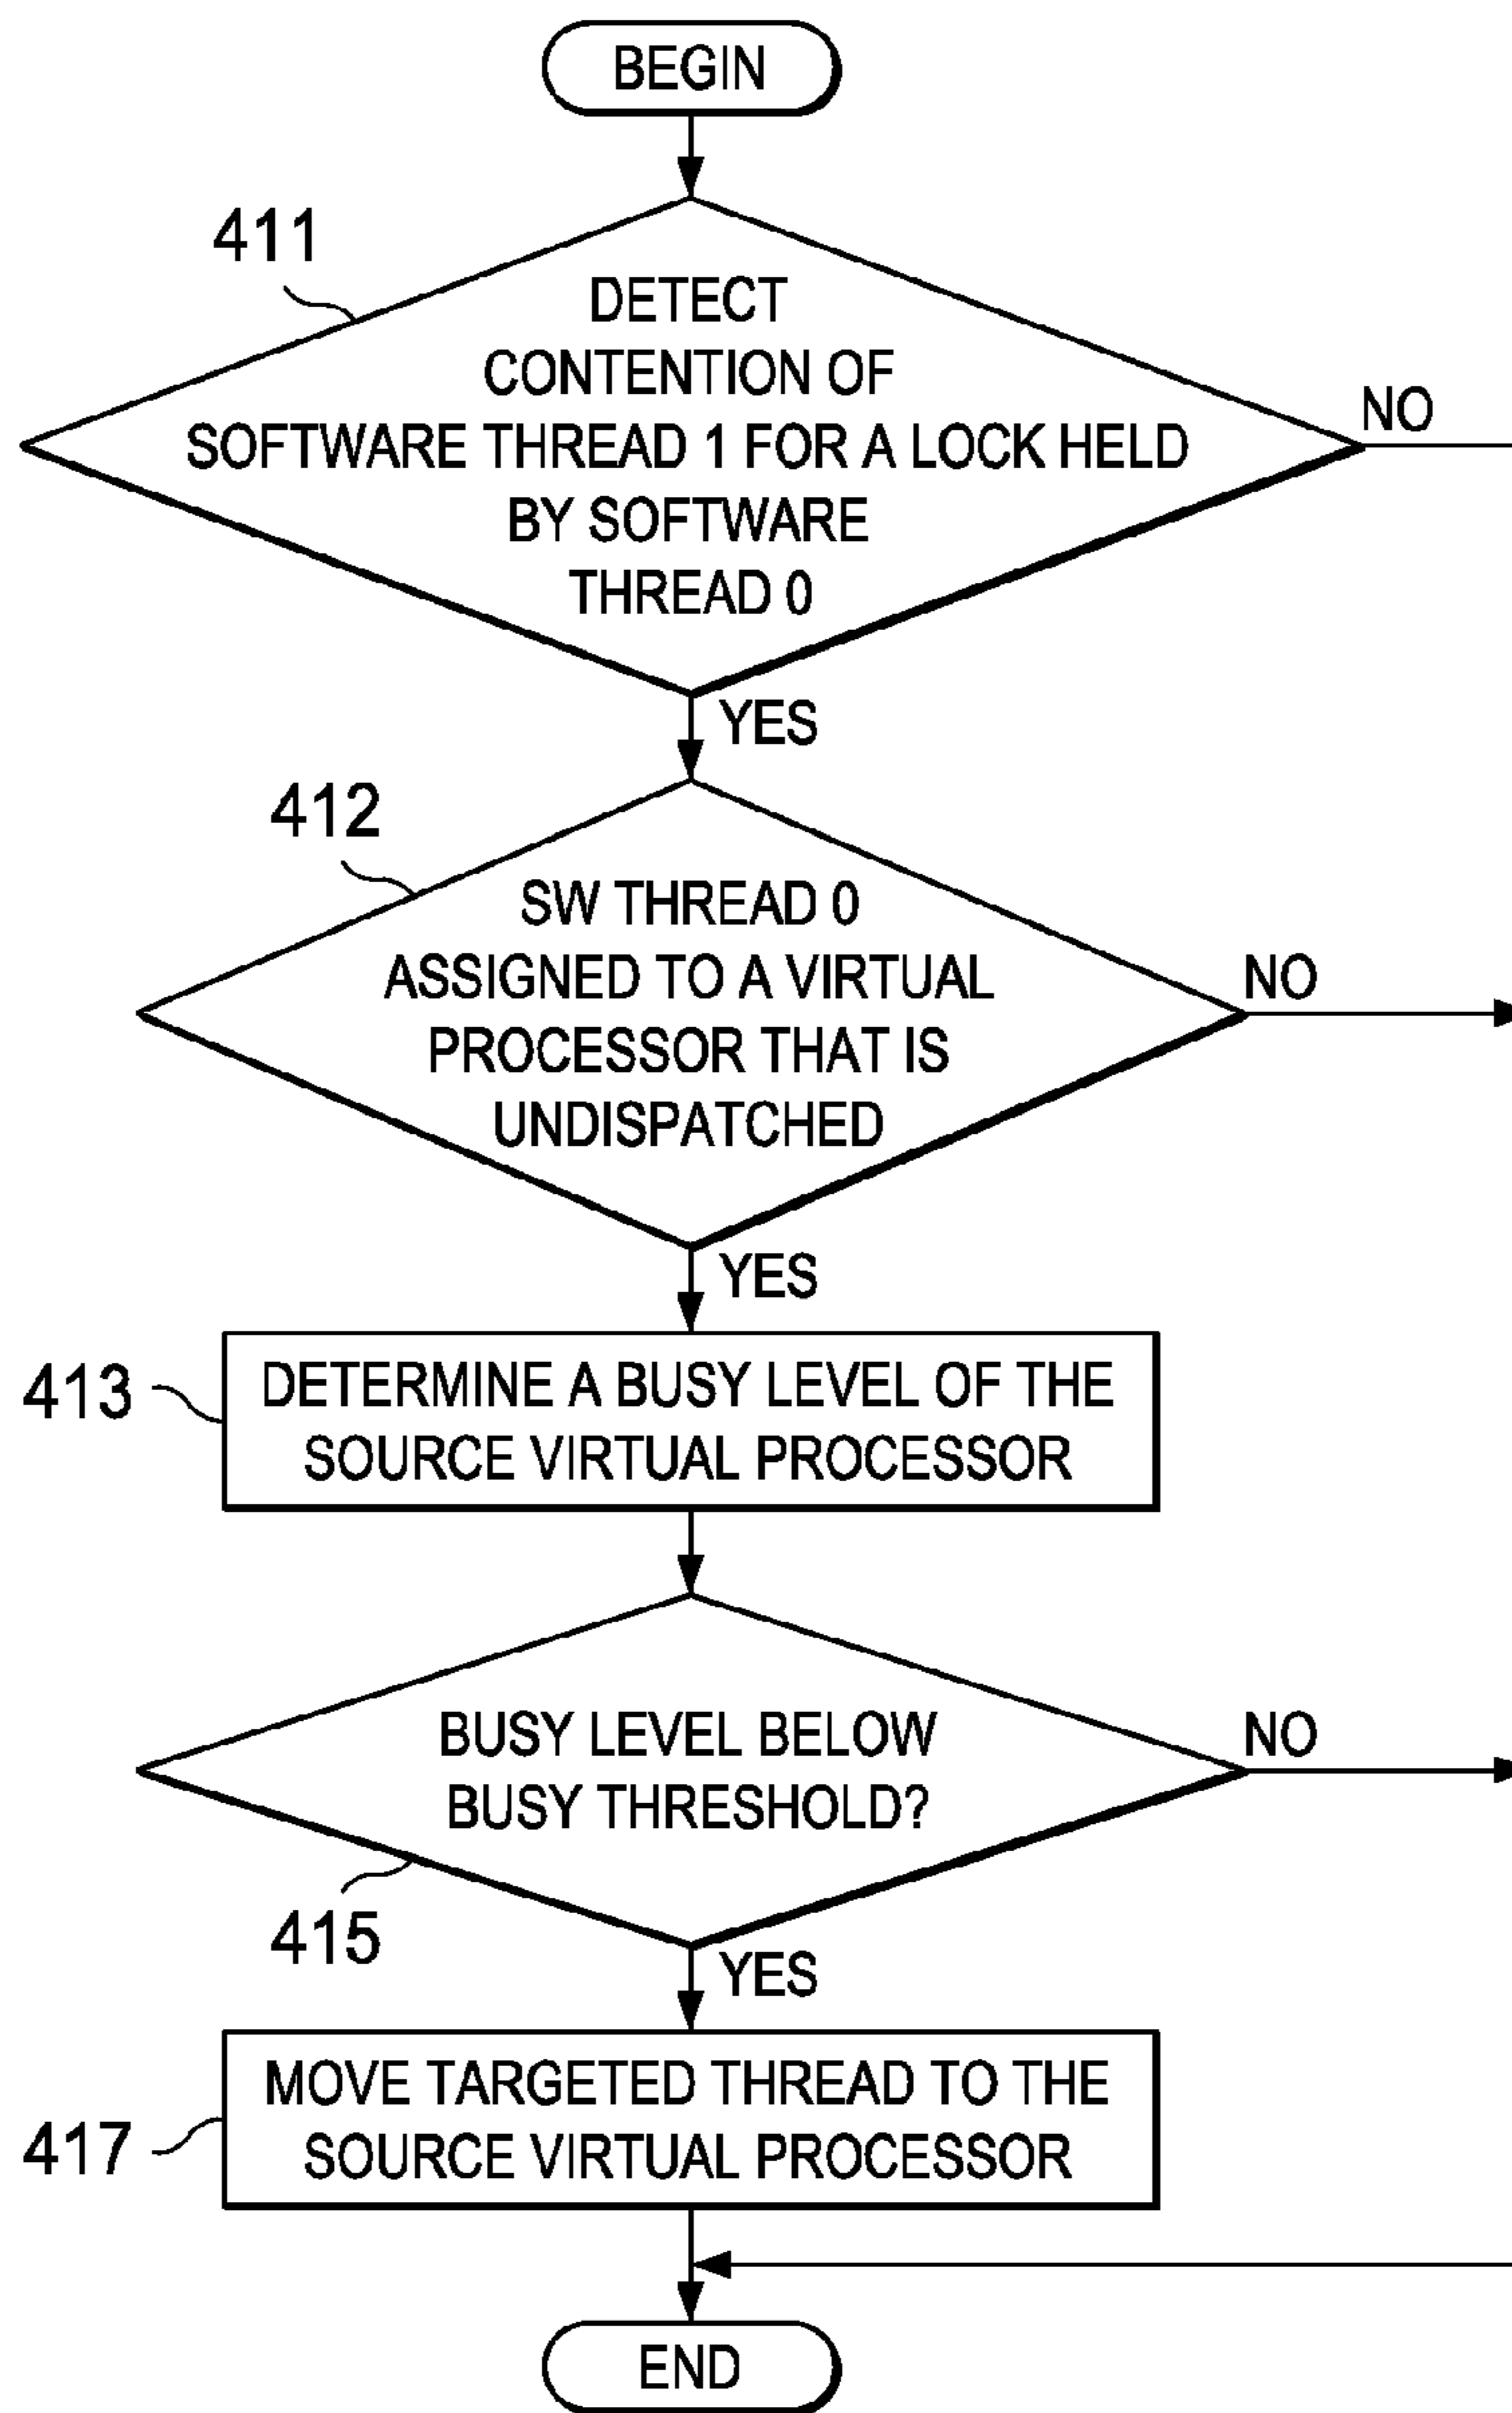 BEGIN
411
DETECT
CONTENTION OF
SOFTWARE THREAD 1 FOR A LOCK HELD
BY SOFTWARE
THREAD 0
NO
YES
412
SW THREAD 0
ASSIGNED TO A VIRTUAL
PROCESSOR THAT IS
UNDISPATCHED
NO
YES
413
DETERMINE A BUSY LEVEL OF THE
SOURCE VIRTUAL PROCESSOR
BUSY LEVEL BELOW
BUSY THRESHOLD?
NO
415
YES
MOVE TARGETED THREAD TO THE
SOURCE VIRTUAL PROCESSOR
417
END